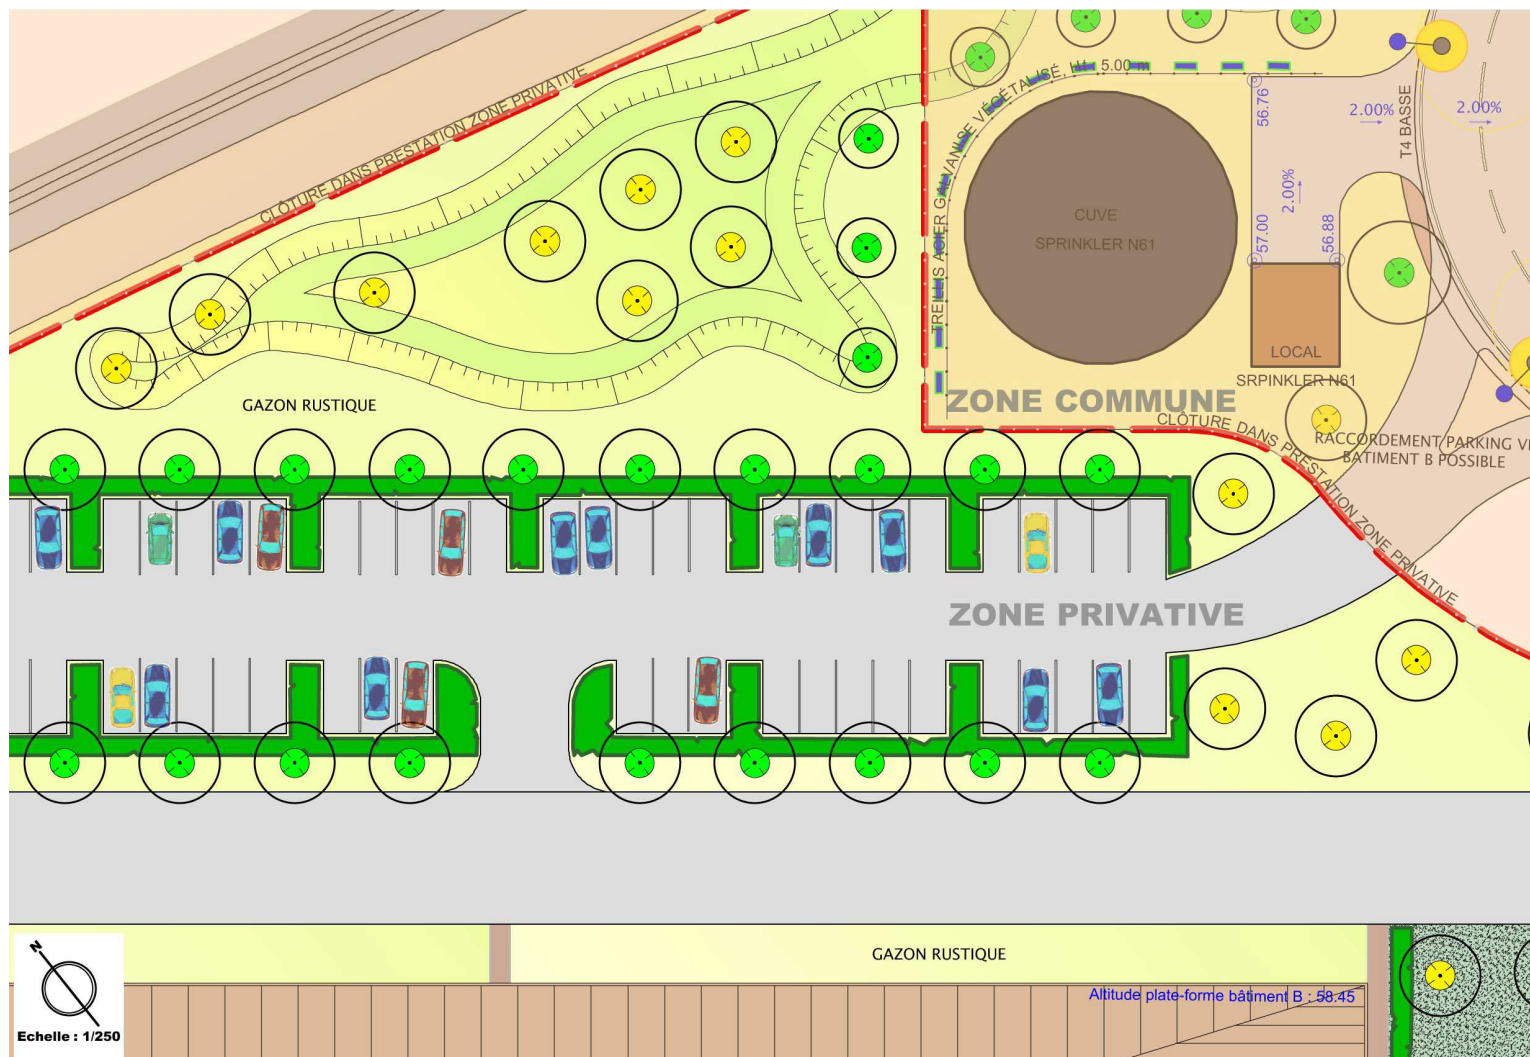 CLÔTURE DANS PRESTATION ZONE PRIVATIVE
TREILLIS ACIER GALVANISÉ VÉGÉTALISÉ, Ht. 5.00 m
CUVE
SPRINKLER N61
56.76
2.00%
57.00
56.88
2.00%
T4 BASSE
2.00%
LOCAL
SRPINKLER N61
GAZON RUSTIQUE
ZONE COMMUNE
CLÔTURE DANS PRESTATION ZONE PRIVATIVE
RACCORDEMENT PARKING
BATIMENT B POSSIBLE
ZONE PRIVATIVE
GAZON RUSTIQUE
Altitude plate-forme bâtiment B : 58.45
N
Echelle : 1/250